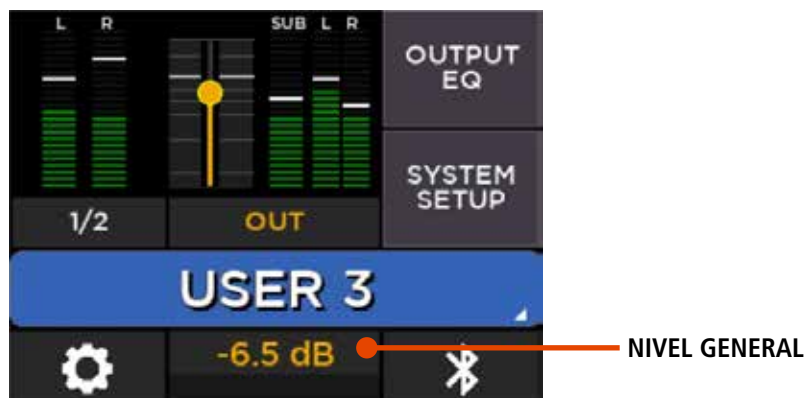 L R SUB L R
OUTPUT
EQ
SYSTEM
SETUP
1/2 OUT
USER 3
-6.5 dB
NIVEL GENERAL